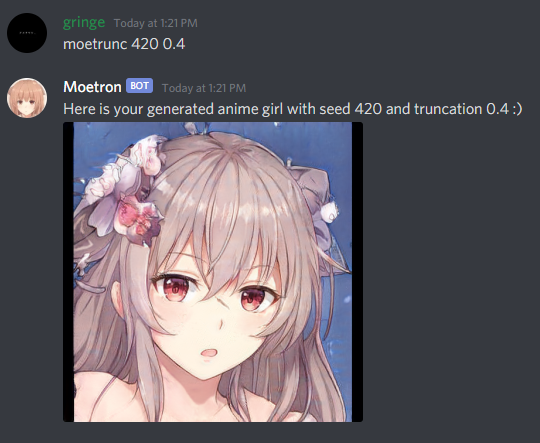 gringe Today at 1:21 PM
moetrunc 420 0.4
Moetron BOT Today at 1:21 PM
Here is your generated anime girl with seed 420 and truncation 0.4 :)